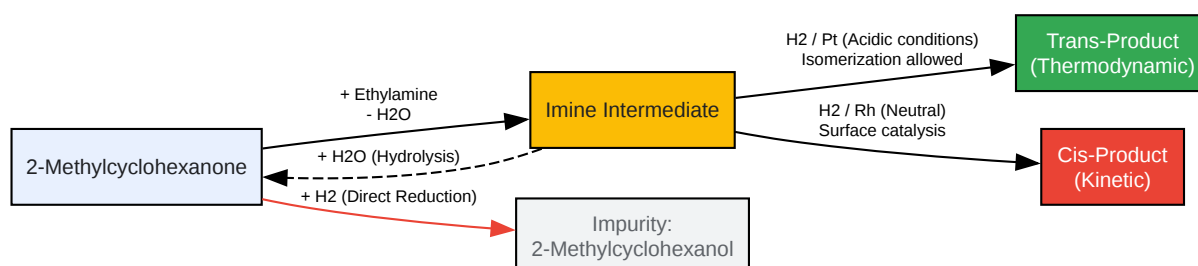 2-Methylcyclohexanone
+ Ethylamine
- H2O
+ H2O (Hydrolysis)
+ H2 (Direct Reduction)
Imine Intermediate
Impurity:
2-Methylcyclohexanol
H2 / Pt (Acidic conditions)
Isomerization allowed
H2 / Rh (Neutral)
Surface catalysis
Trans-Product
(Thermodynamic)
Cis-Product
(Kinetic)